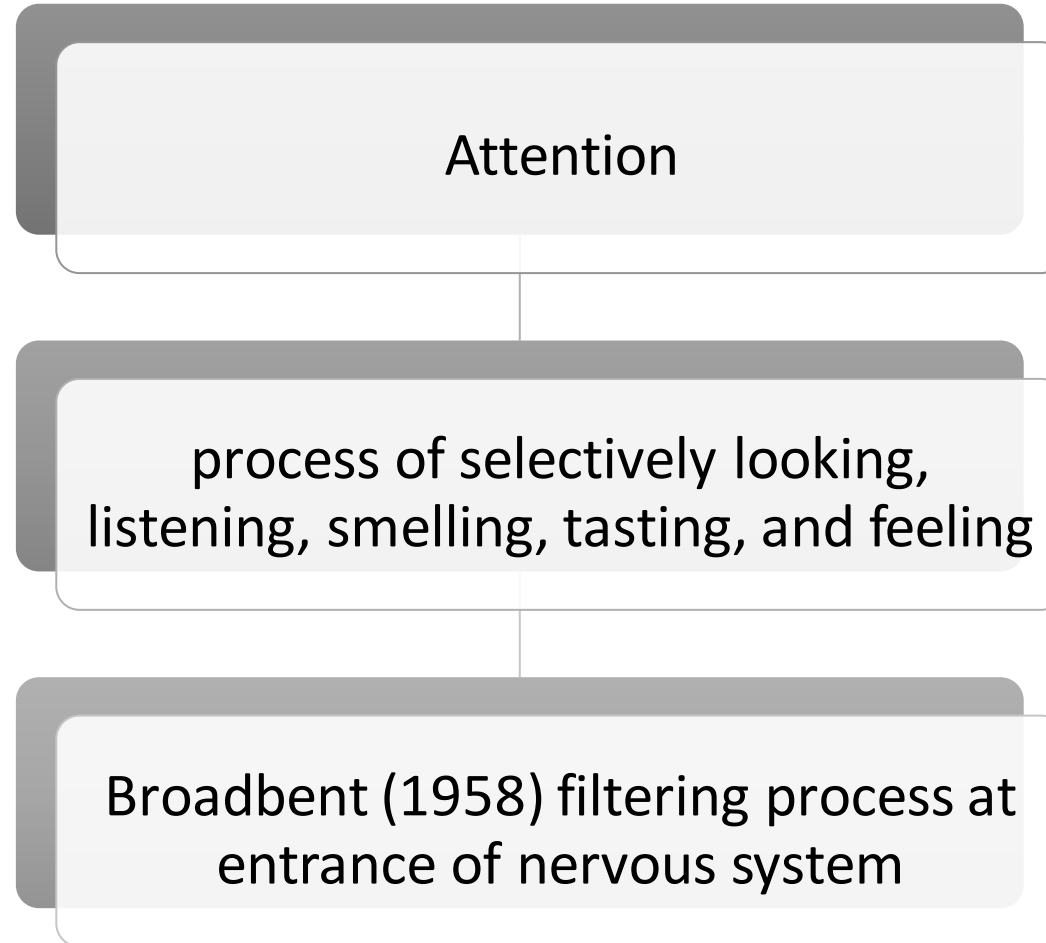 Attention
process of selectively looking,
listening, smelling, tasting, and feeling
Broadbent (1958) filtering process at
entrance of nervous system